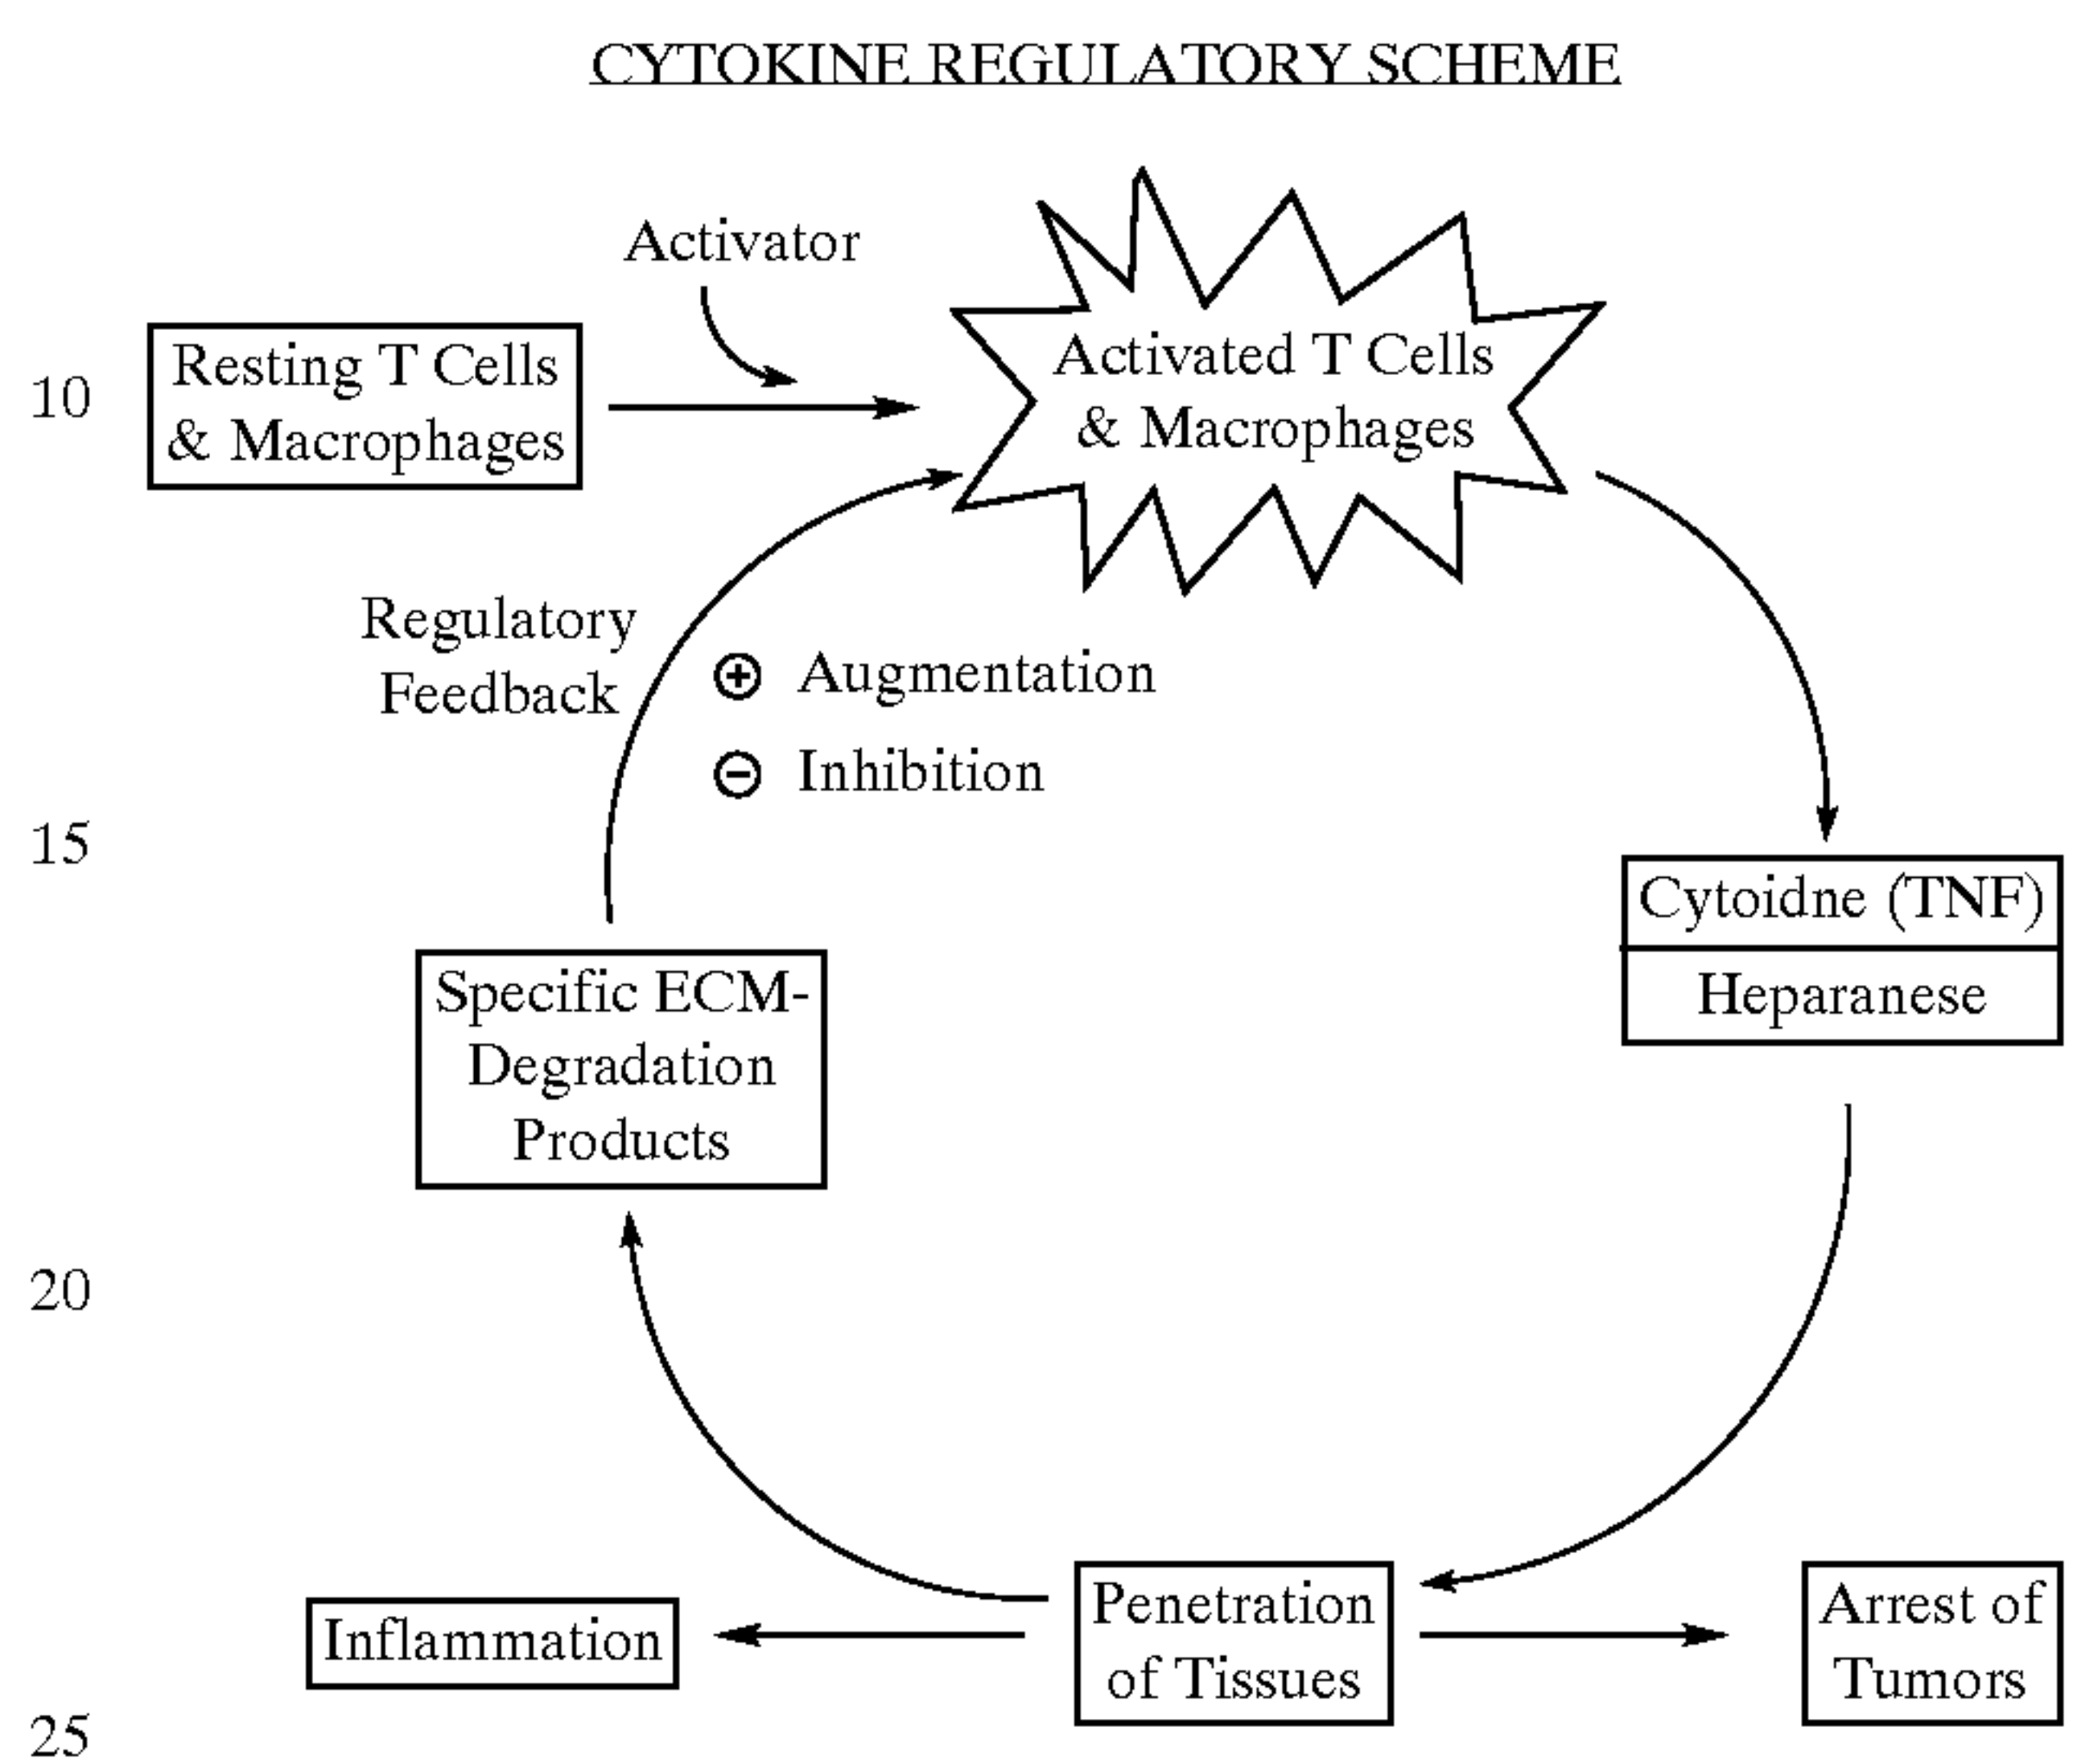 CYTOKINE REGULATORY SCHEME
Activator
Resting T Cells
& Macrophages
Activated T Cells
& Macrophages
10
Regulatory
Feedback
+ Augmentation
− Inhibition
15
Cytoidne (TNF)
Heparanese
Specific ECM-
Degradation
Products
20
Inflammation
Penetration
of Tissues
Arrest of
Tumors
25